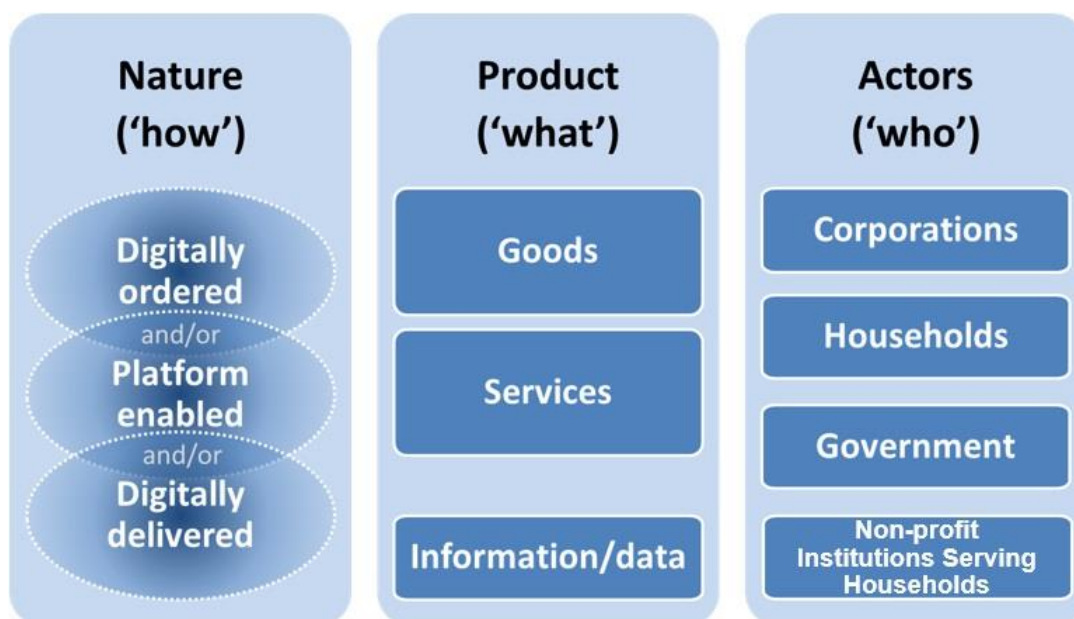 Nature
(‘how’)
Digitally
ordered
and/or
Platform
enabled
and/or
Digitally
delivered
Product
(‘what’)
Goods
Services
Information/data
Actors
(‘who’)
Corporations
Households
Government
Non-profit
Institutions Serving
Households